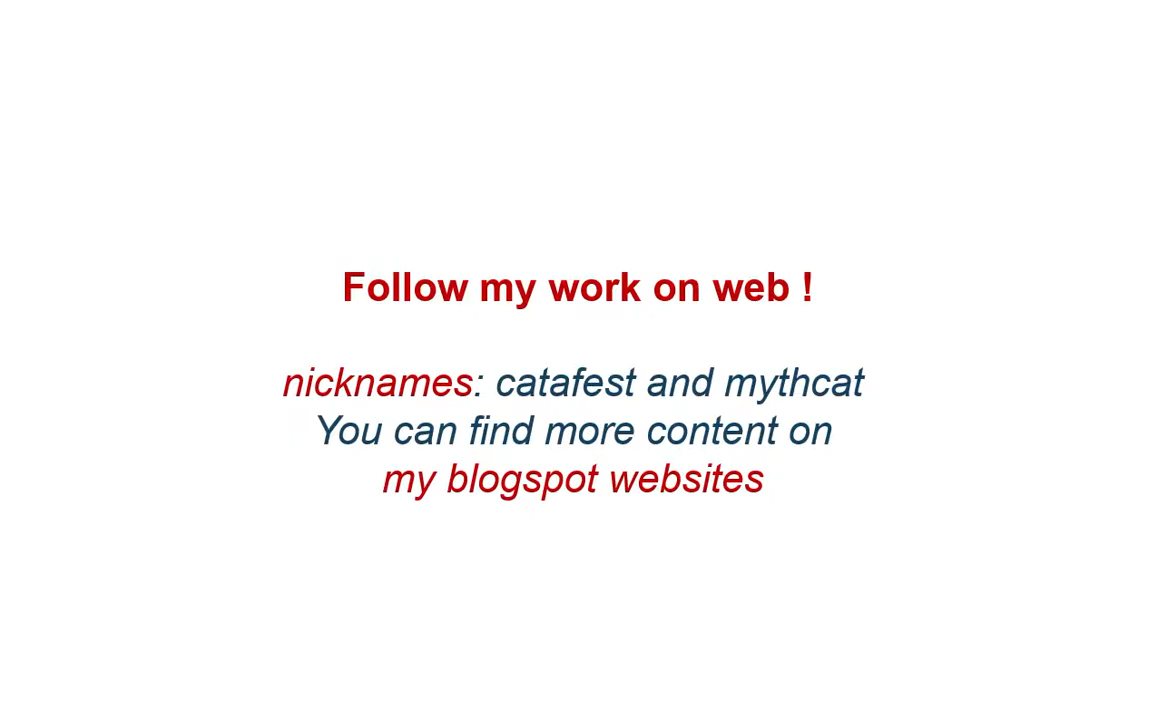 Follow my work on web !
nicknames: catafest and mythcat
You can find more content on
my blogspot websites